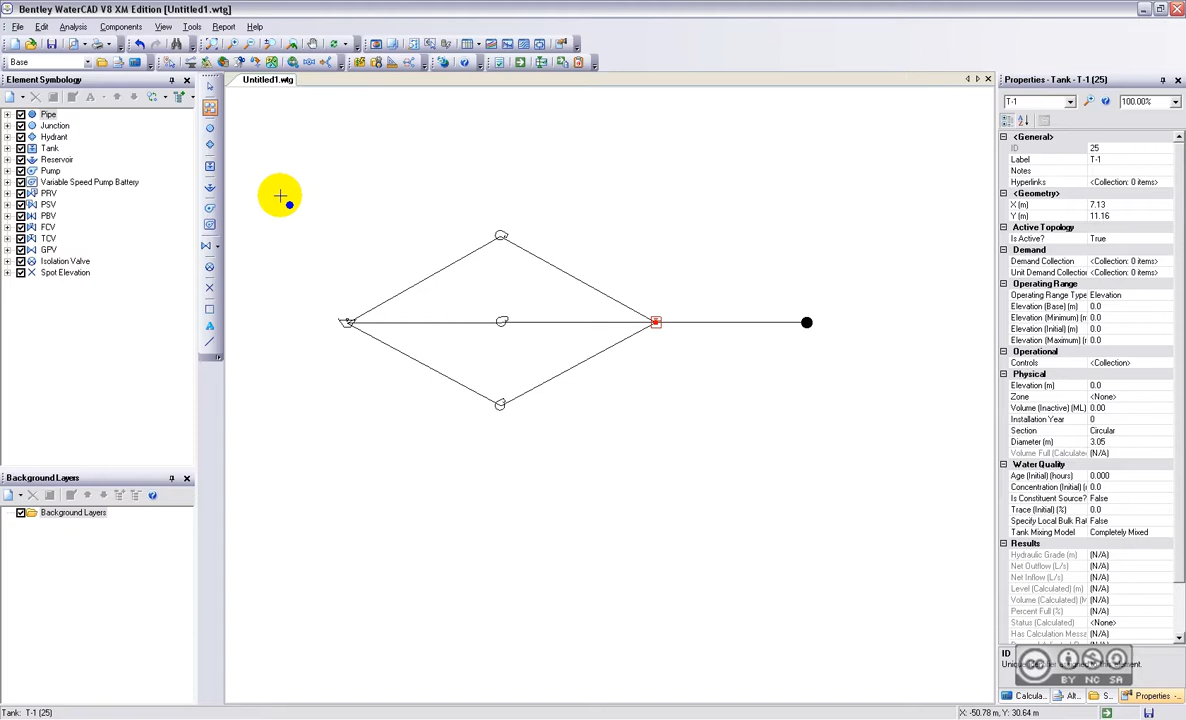 Bentley WaterCAD V8 XM Edition [Untitled1.wtg]
File Edit Analysis Components View Tools Report Help
Base
Element Symbology
Pipe
Junction
Hydrant
Tank
Reservoir
Pump
Variable Speed Pump Battery
PRV
PSV
PBV
FCV
TCV
GPV
Isolation Valve
Spot Elevation
Background Layers
Background Layers
Untitled1.wtg
Properties - Tank - T-1 (25)
T-1 100.00%
<General>
ID 25
Label T-1
Notes
Hyperlinks <Collection: 0 items>
<Geometry>
X (m) 7.13
Y (m) 11.16
Active Topology
Is Active? True
Demand
Demand Collection <Collection: 0 items>
Unit Demand Collection <Collection: 0 items>
Operating Range
Operating Range Type Elevation
Elevation (Base) (m) 0.0
Elevation (Minimum) ( 0.0
Elevation (Initial) (m) 0.0
Elevation (Maximum) ( 0.0
Operational
Controls <Collection>
Physical
Elevation (m) 0.0
Zone <None>
Volume (Inactive) (ML) 0.00
Installation Year 0
Section Circular
Diameter (m) 3.05
Volume Full (Calculate (N/A)
Water Quality
Age (Initial) (hours) 0.000
Concentration (Initial) ( 0.0
Is Constituent Source? False
Trace (Initial) (%) 0.0
Specify Local Bulk Ra False
Tank Mixing Model Completely Mixed
Results
Hydraulic Grade (m) (N/A)
Net Outflow (L/s) (N/A)
Net Inflow (L/s) (N/A)
Level (Calculated) (m) (N/A)
Volume (Calculated) (M (N/A)
Percent Full (%) (N/A)
Status (Calculated) <None>
Has Calculation Mess (N/A)
ID
cc BY NC SA
Calcula... Alt... S... Properties -...
Tank: T-1 (25)
X: -50.78 m, Y: 30.64 m